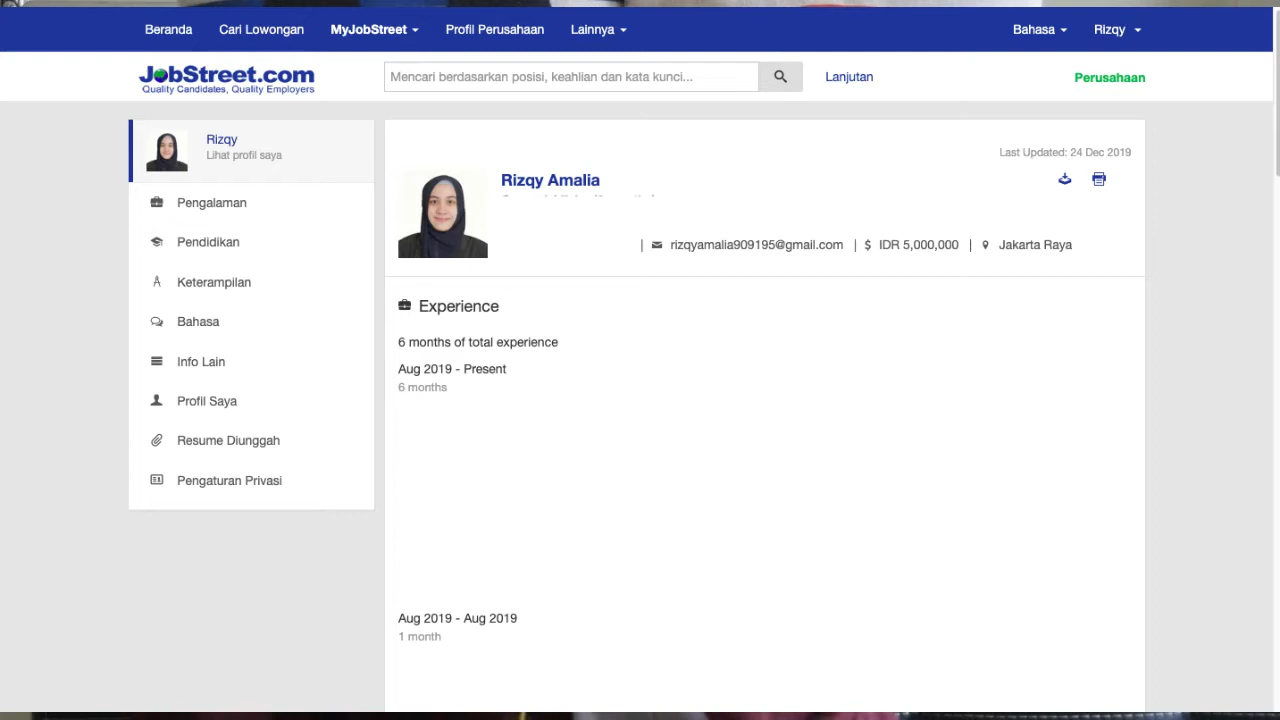 Beranda Cari Lowongan MyJobStreet Profil Perusahaan Lainnya Bahasa Rizqy
JobStreet.com
Quality Candidates, Quality Employers
Mencari berdasarkan posisi, keahlian dan kata kunci...
Lanjutan
Perusahaan
Rizqy
Lihat profil saya
Pengalaman
Pendidikan
Keterampilan
Bahasa
Info Lain
Profil Saya
Resume Diunggah
Pengaturan Privasi
Last Updated: 24 Dec 2019
Rizqy Amalia
| rizqyamalia909195@gmail.com | $ IDR 5,000,000 | Jakarta Raya
Experience
6 months of total experience
Aug 2019 - Present
6 months
Aug 2019 - Aug 2019
1 month